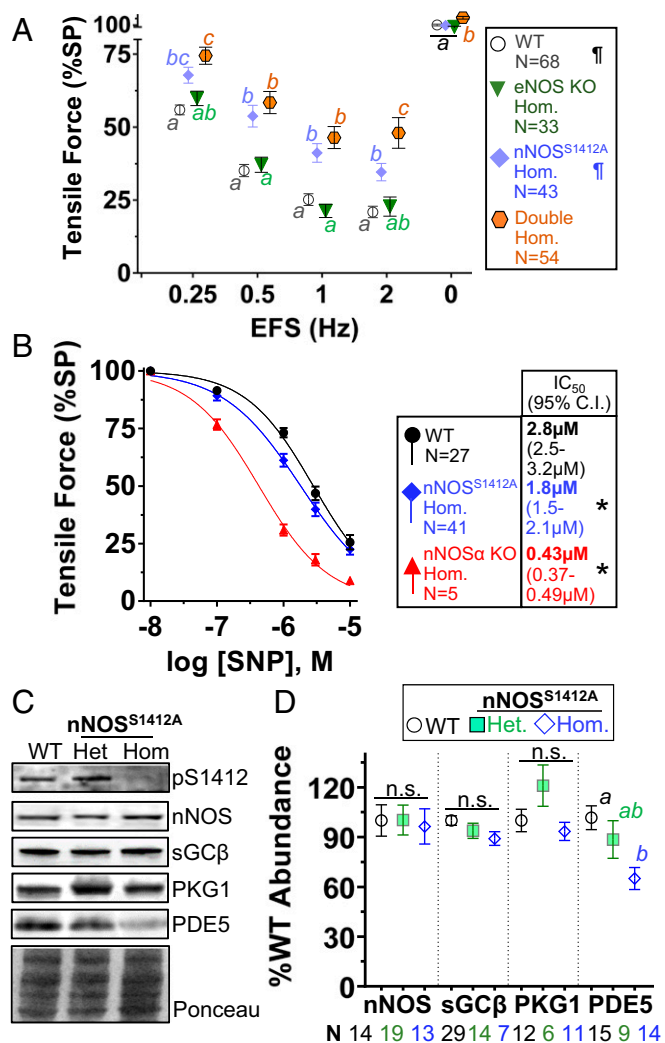 A
Tensile Force (%SP)
100
75
50
25
0
bc
c
a
ab
b
b
a
a
b
b
a
a
b
c
a
ab
a
b
0.25
0.5
1
2
0
EFS (Hz)
WT ¶
N=68
eNOS KO
Hom.
N=33
nNOS^S1412A
Hom. ¶
N=43
Double
Hom.
N=54
B
Tensile Force (%SP)
100
75
50
25
0
-8
-7
-6
-5
log [SNP], M
IC50
(95% C.I.)
WT
N=27
2.8µM
(2.5-
3.2µM)
nNOS^S1412A
Hom.
N=41
1.8µM
(1.5-
2.1µM)
*
nNOSα KO
Hom.
N=5
0.43µM
(0.37-
0.49µM)
*
C
nNOS^S1412A
WT Het Hom
pS1412
nNOS
sGCβ
PKG1
PDE5
Ponceau
D
nNOS^S1412A
WT Het. Hom.
%WT Abundance
120
90
60
30
0
n.s.
n.s.
n.s.
a
ab
b
nNOS sGCβ PKG1 PDE5
N 14 19 13 29 14 7 12 6 11 15 9 14